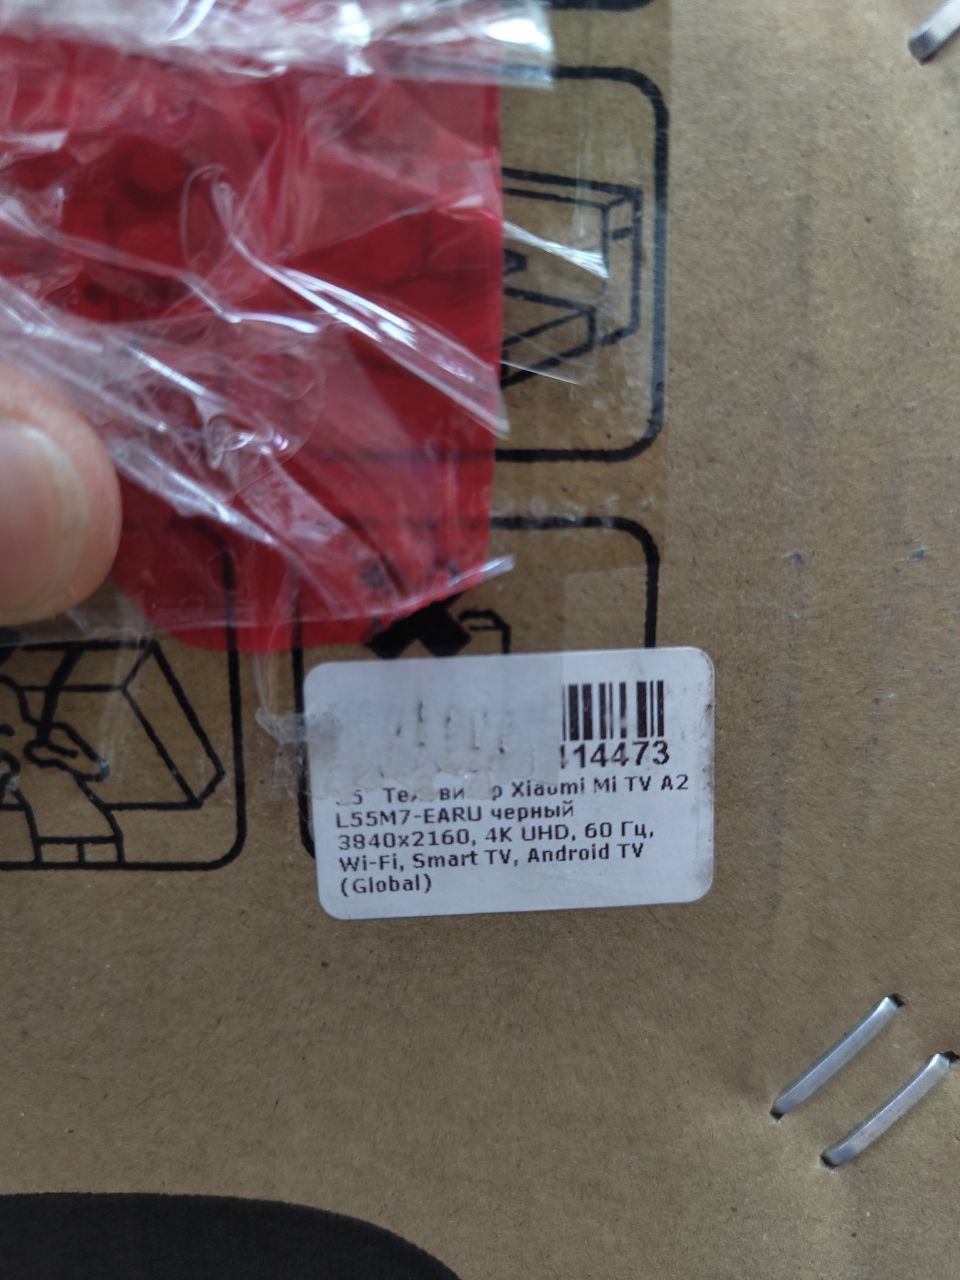 14473
Xiaomi Mi TV A2
L55M7-EARU черный
3840x2160, 4K UHD, 60 Гц,
Wi-Fi, Smart TV, Android TV
(Global)